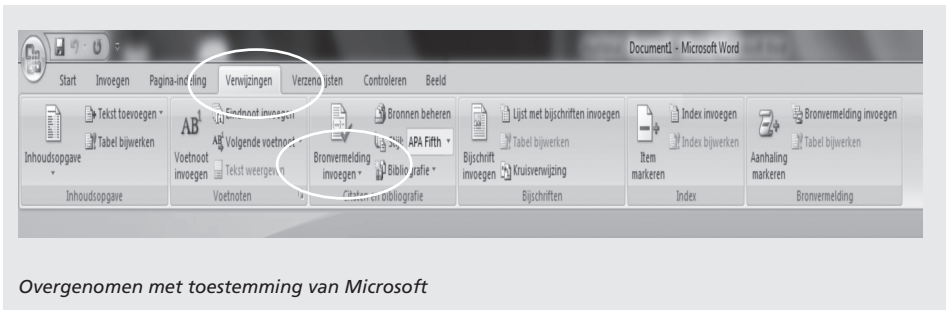 Document1 - Microsoft Word
Start Invoegen Pagina-indeling Verwijzingen Verzendlijsten Controleren Beeld
Inhoudsopgave
Tekst toevoegen
Tabel bijwerken
Inhoudsopgave
AB1
Voetnoot invoegen
Eindnoot invoegen
Volgende voetnoot
Tekst weergeven
Voetnoten
Bronvermelding invoegen
Bronnen beheren
Stijl: APA Fifth
Bibliografie
Citaten en bibliografie
Bijschrift invoegen
Lijst met bijschriften invoegen
Tabel bijwerken
Kruisverwijzing
Bijschriften
Item markeren
Index invoegen
Index bijwerken
Index
Aanhaling markeren
Bronvermelding invoegen
Tabel bijwerken
Bronvermelding
Overgenomen met toestemming van Microsoft